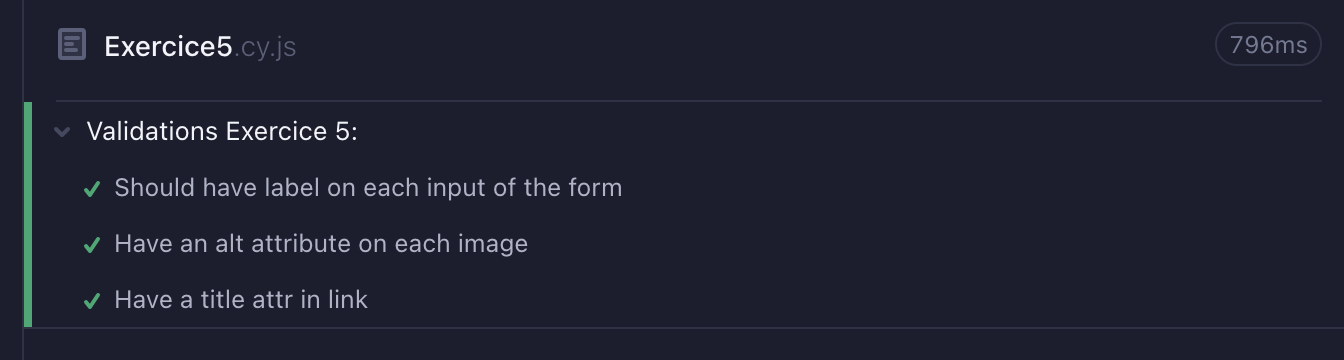 Exercice5.cy.js 796ms
Validations Exercice 5:
Should have label on each input of the form
Have an alt attribute on each image
Have a title attr in link